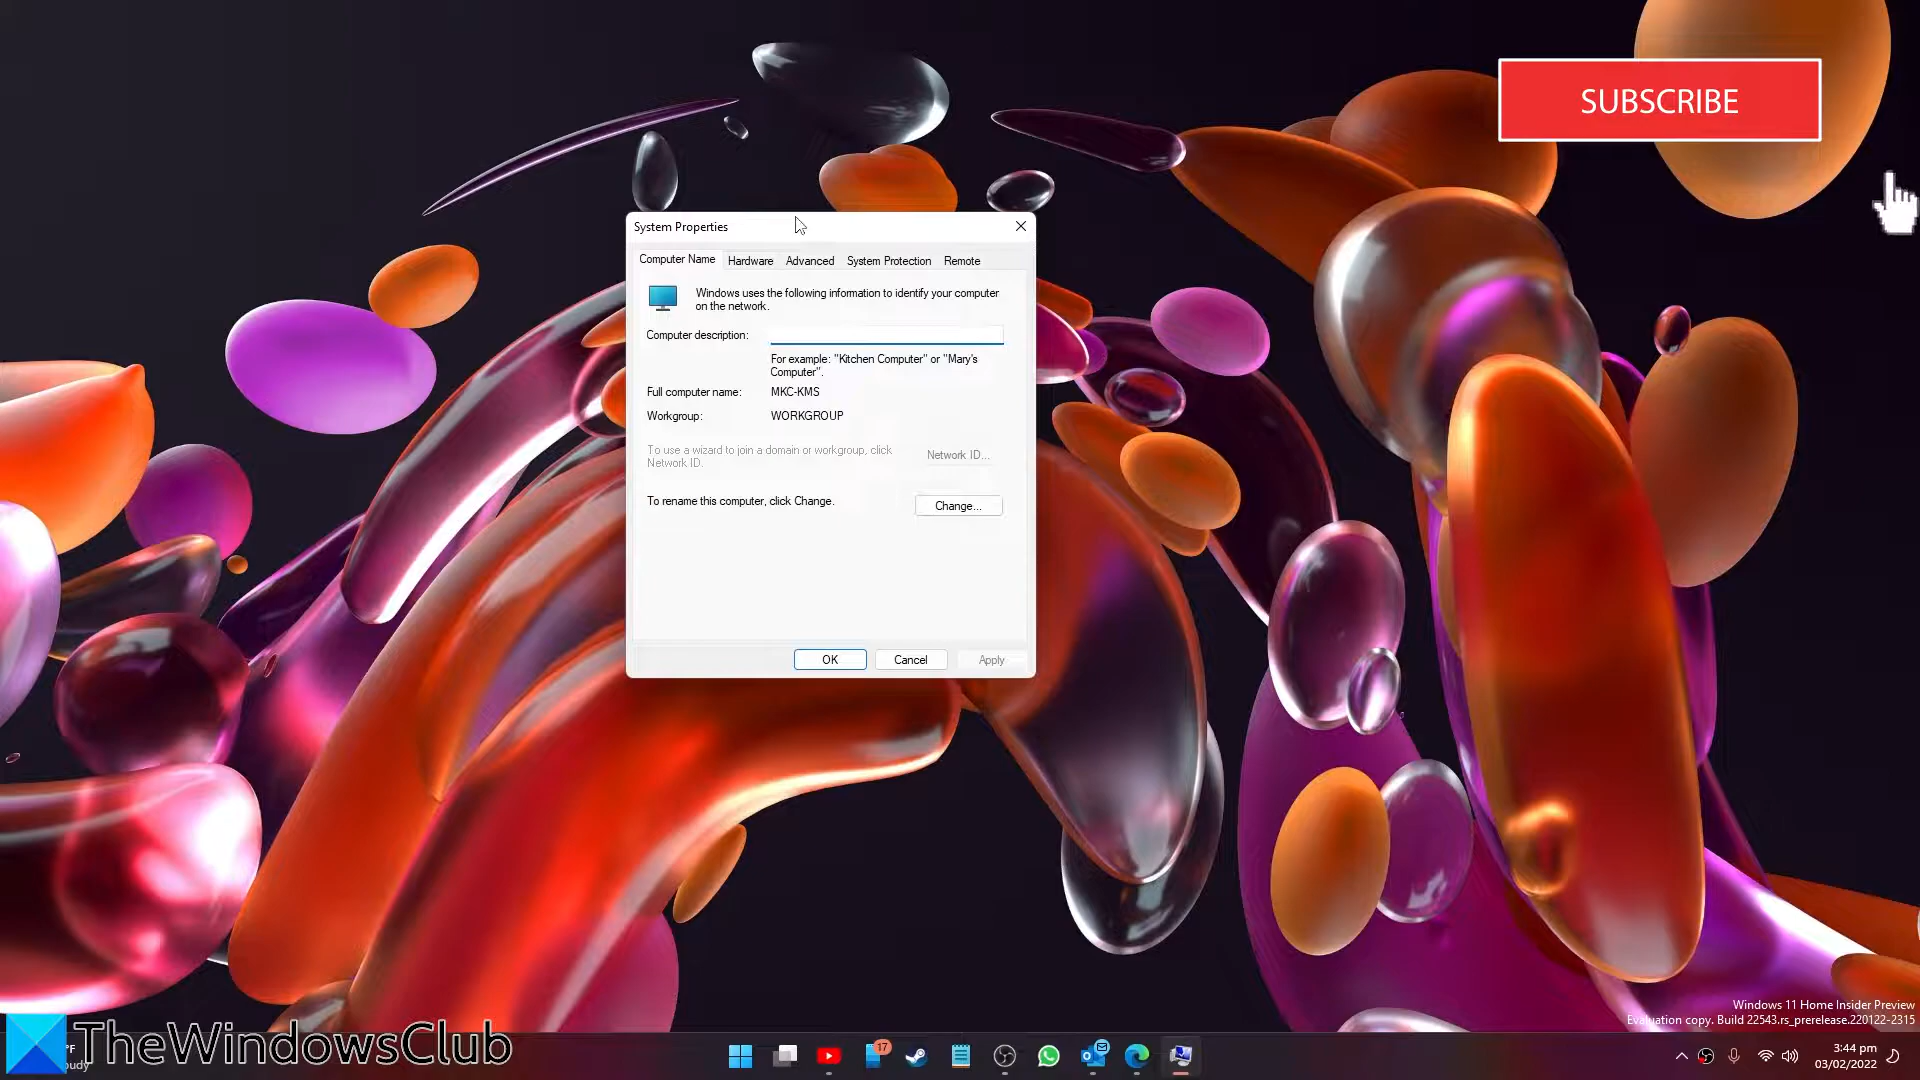 SUBSCRIBE
System Properties
Computer Name
Hardware
Advanced
System Protection
Remote
Windows uses the following information to identify your computer
on the network.
Computer description:
For example: "Kitchen Computer" or "Mary's
Computer".
Full computer name:
MKC-KMS
Workgroup:
WORKGROUP
To use a wizard to join a domain or workgroup, click
Network ID.
Network ID...
To rename this computer, click Change.
Change...
OK
Cancel
Apply
Windows 11 Home Insider Preview
Evaluation copy. Build 22543.rs_prerelease.220122-2315
TheWindowsClub
17
3:44 pm
03/02/2022